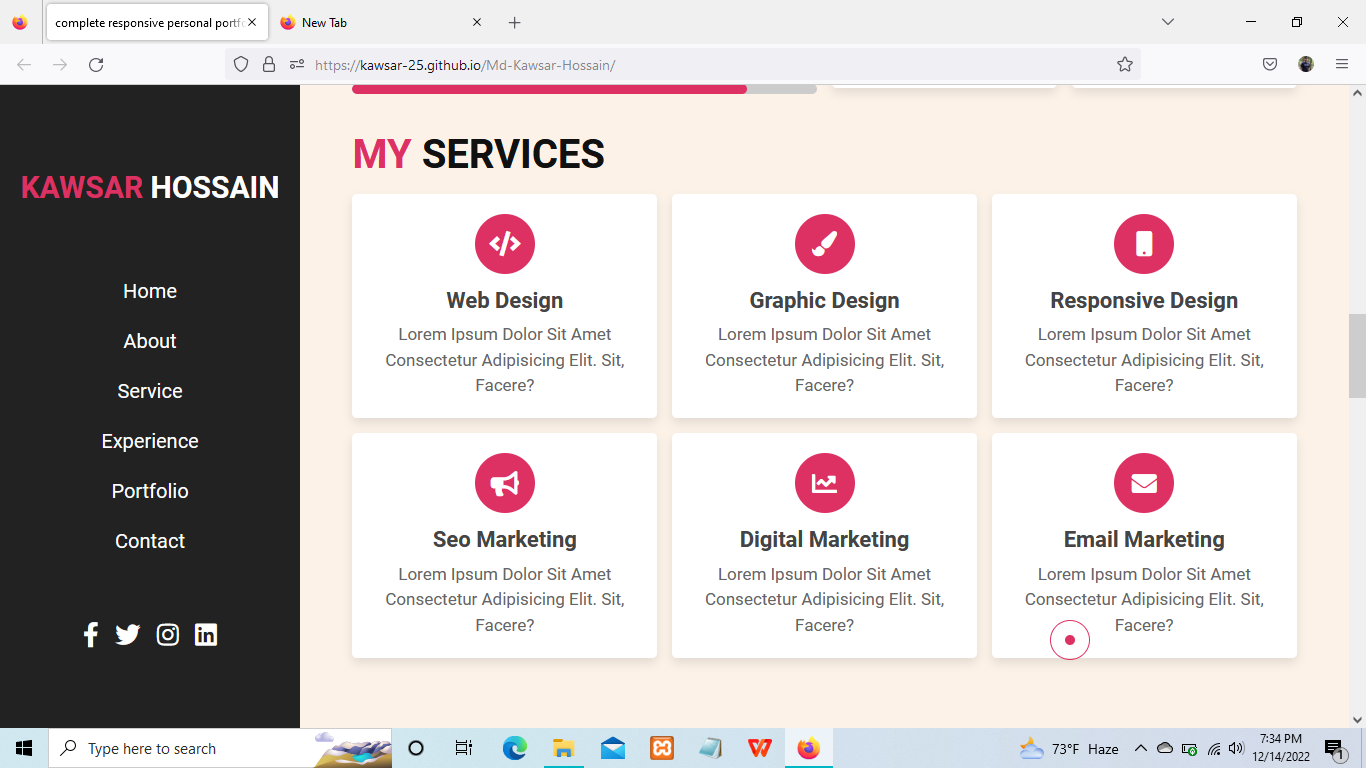 complete responsive personal portfo
New Tab
https://kawsar-25.github.io/Md-Kawsar-Hossain/
KAWSAR HOSSAIN
Home
About
Service
Experience
Portfolio
Contact
MY SERVICES
Web Design
Lorem Ipsum Dolor Sit Amet
Consectetur Adipisicing Elit. Sit,
Facere?
Graphic Design
Lorem Ipsum Dolor Sit Amet
Consectetur Adipisicing Elit. Sit,
Facere?
Responsive Design
Lorem Ipsum Dolor Sit Amet
Consectetur Adipisicing Elit. Sit,
Facere?
Seo Marketing
Lorem Ipsum Dolor Sit Amet
Consectetur Adipisicing Elit. Sit,
Facere?
Digital Marketing
Lorem Ipsum Dolor Sit Amet
Consectetur Adipisicing Elit. Sit,
Facere?
Email Marketing
Lorem Ipsum Dolor Sit Amet
Consectetur Adipisicing Elit. Sit,
Facere?
Type here to search
73°F Haze
7:34 PM
12/14/2022
1